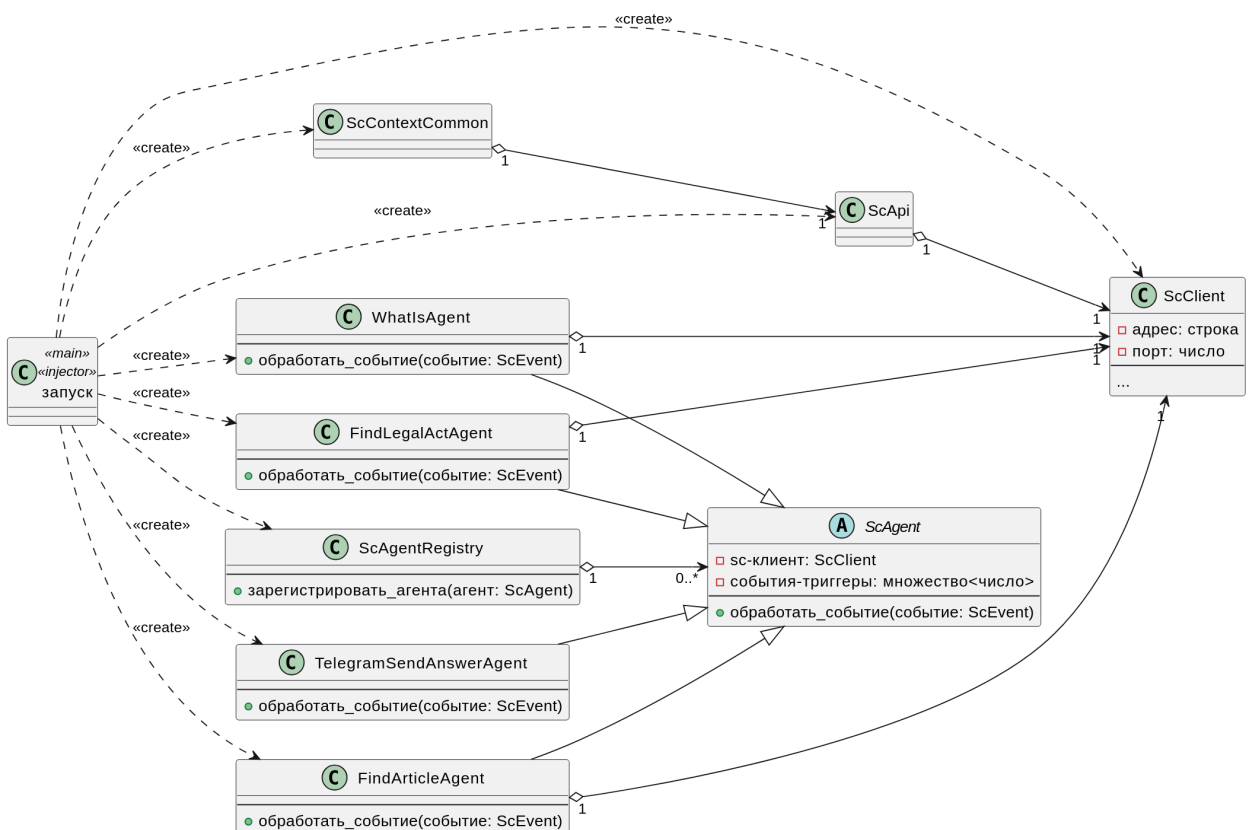 «create»
C ScContextCommon
«create»
1
«create»
1
C ScApi
1
C ScClient
адрес: строка
порт: число
...
1
1
1
1
C WhatIsAgent
обработать_событие(событие: ScEvent)
1
«main»
«injector»
C
запуск
«create»
«create»
C FindLegalActAgent
обработать_событие(событие: ScEvent)
1
«create»
C ScAgentRegistry
зарегистрировать_агента(агент: ScAgent)
1
0..*
A ScAgent
sc-клиент: ScClient
события-триггеры: множество<число>
обработать_событие(событие: ScEvent)
«create»
C TelegramSendAnswerAgent
обработать_событие(событие: ScEvent)
«create»
C FindArticleAgent
обработать_событие(событие: ScEvent)
1